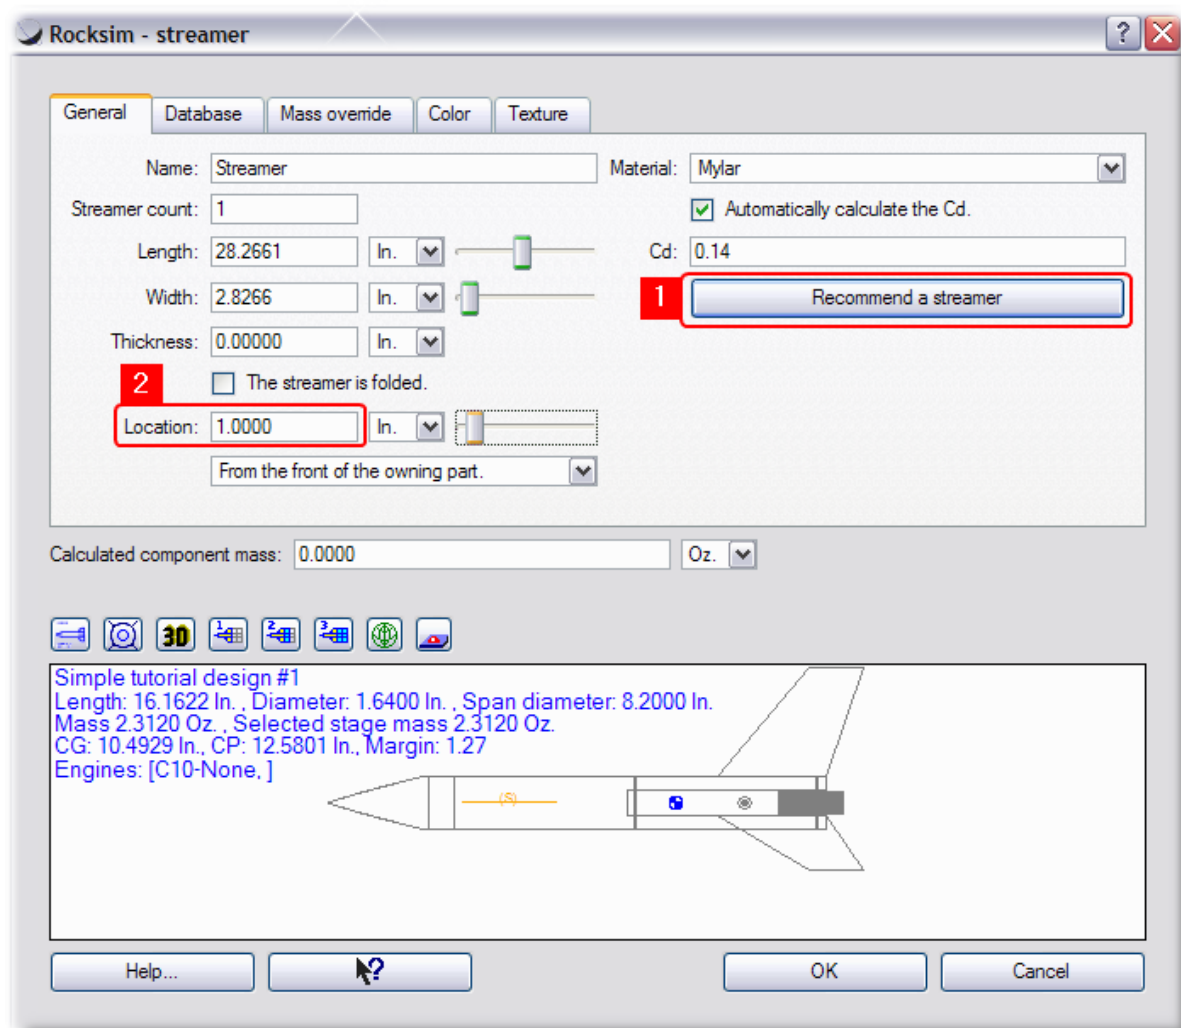 Rocksim - streamer
General Database Mass override Color Texture
Name: Streamer Material: Mylar
Streamer count: 1 Automatically calculate the Cd.
Length: 28.2661 In. Cd: 0.14
Width: 2.8266 In. 1 Recommend a streamer
Thickness: 0.00000 In.
2 The streamer is folded.
Location: 1.0000 In.
From the front of the owning part.
Calculated component mass: 0.0000 Oz.
3D 1 2 3
Simple tutorial design #1
Length: 16.1622 In. , Diameter: 1.6400 In. , Span diameter: 8.2000 In.
Mass 2.3120 Oz. , Selected stage mass 2.3120 Oz.
CG: 10.4929 In., CP: 12.5801 In., Margin: 1.27
Engines: [C10-None, ]
(S)
Help... ? OK Cancel